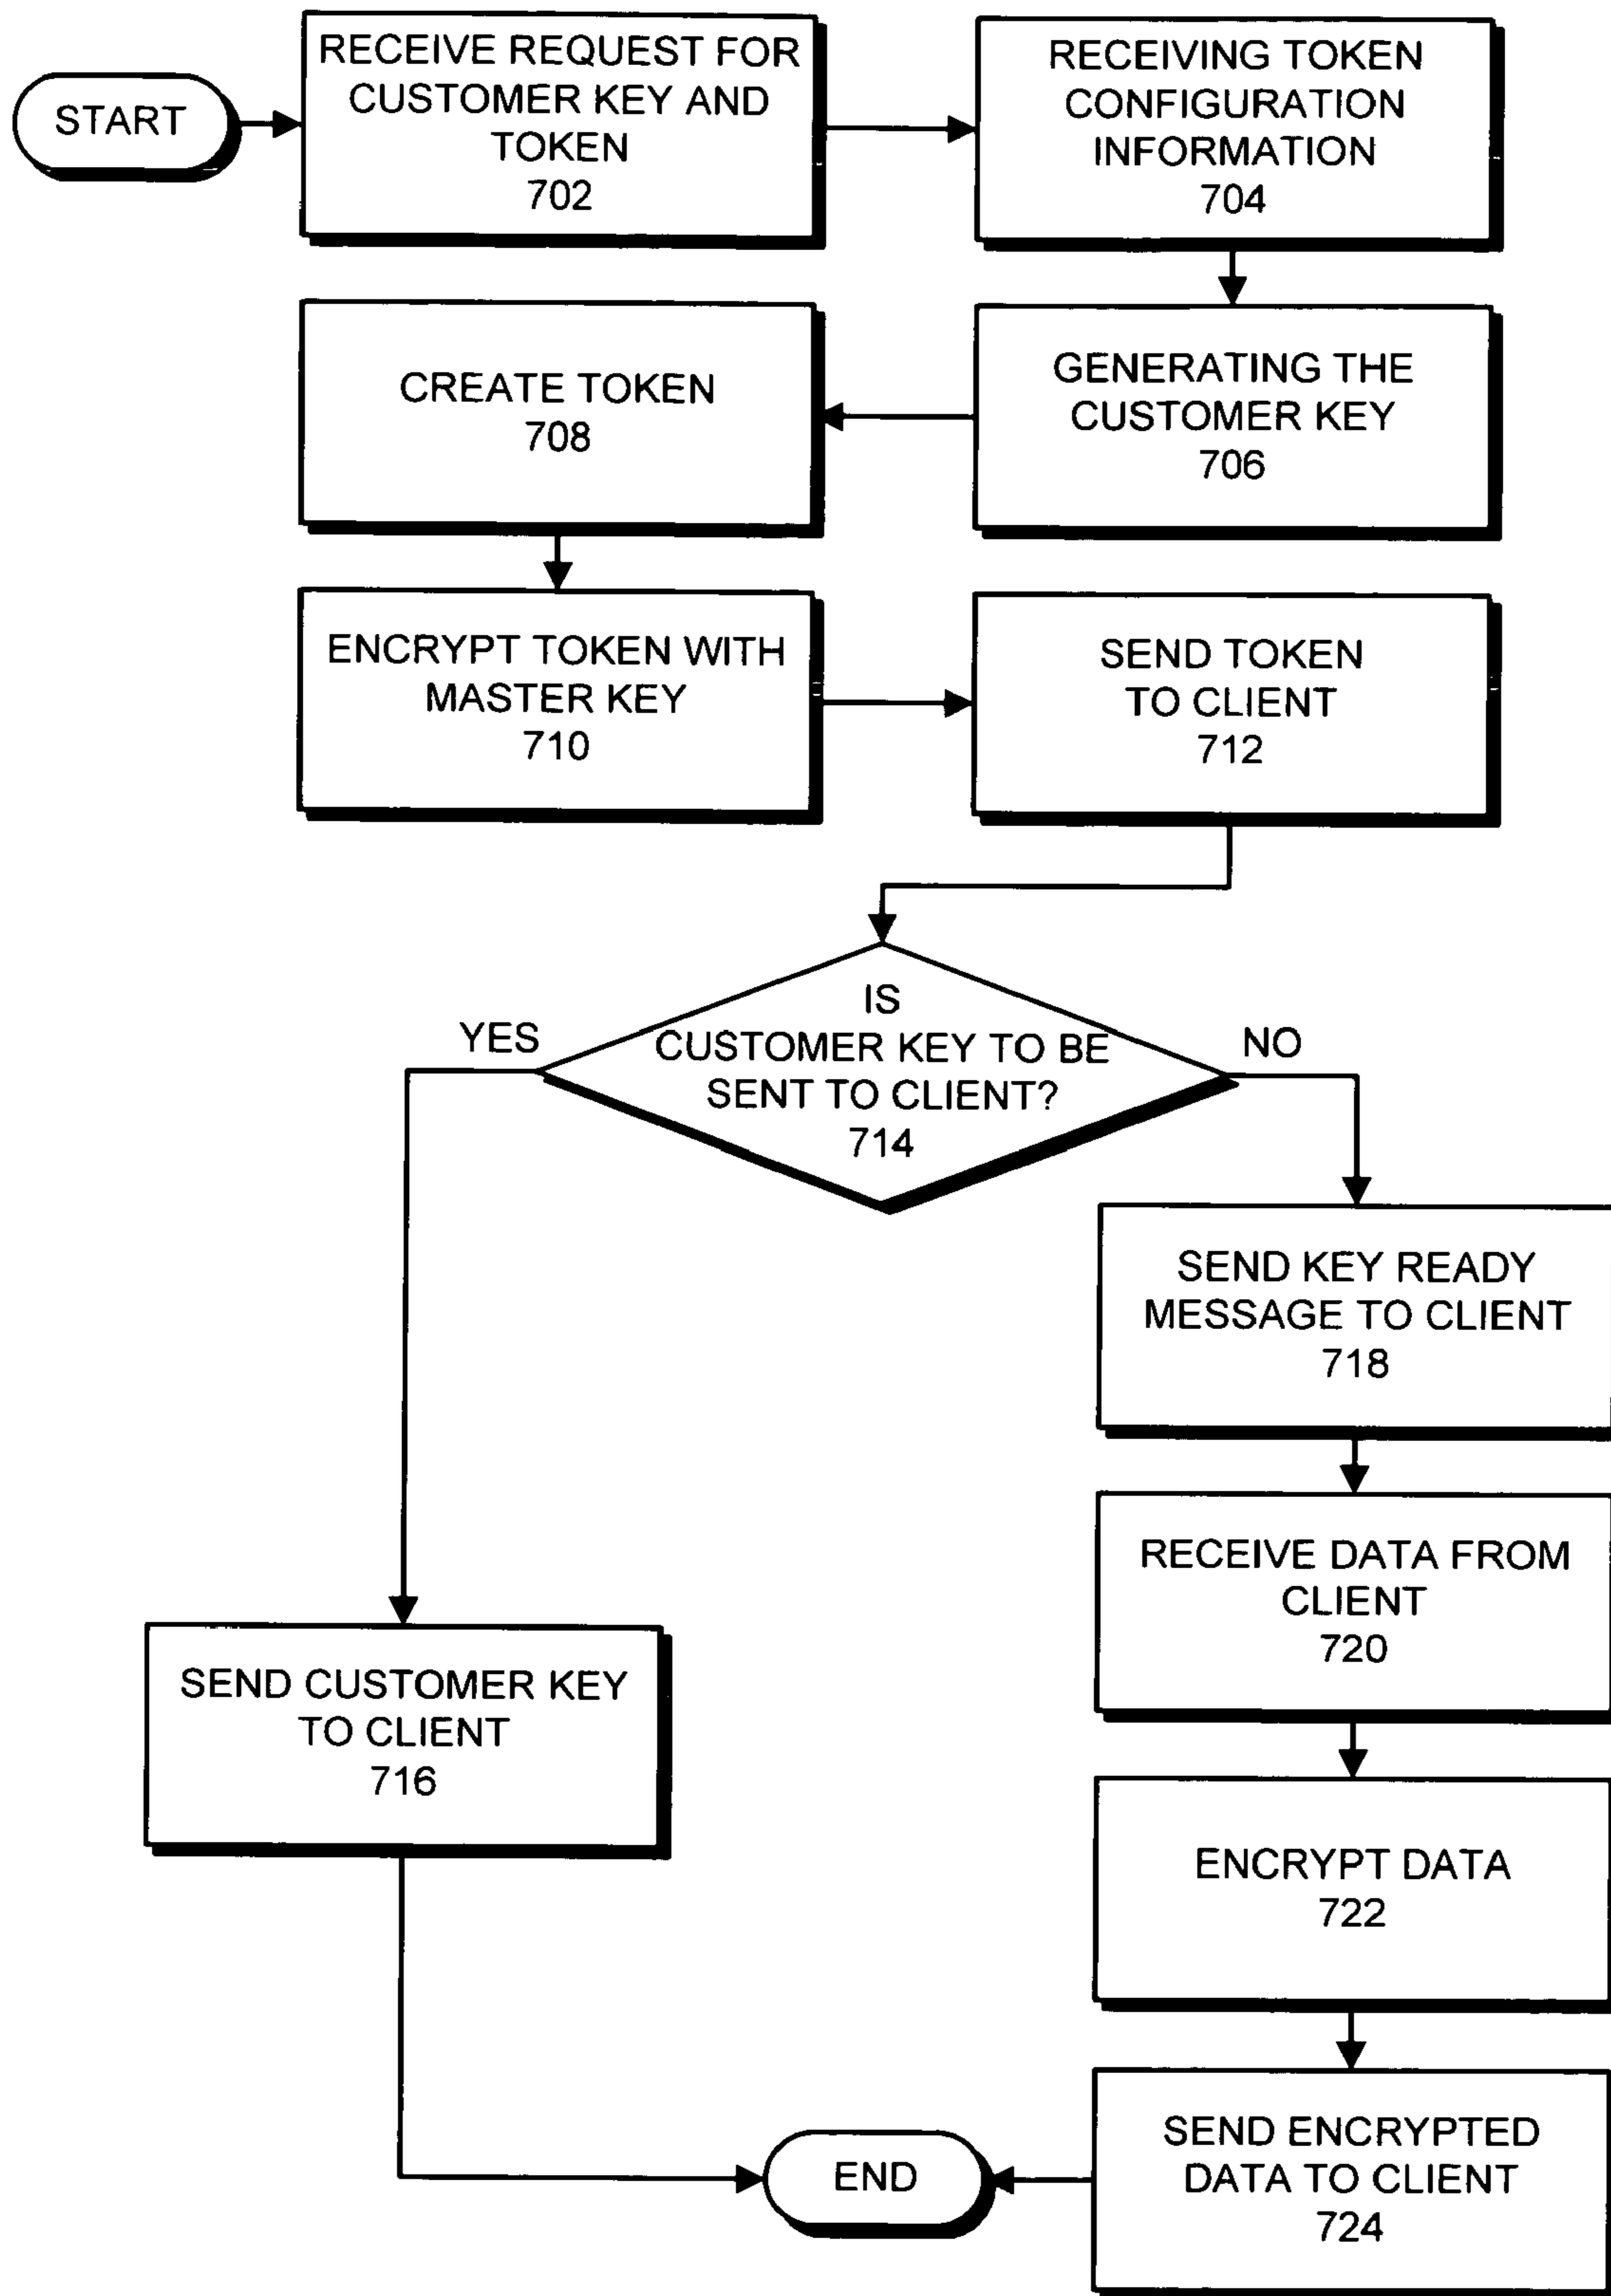 START
RECEIVE REQUEST FOR
CUSTOMER KEY AND
TOKEN
702
RECEIVING TOKEN
CONFIGURATION
INFORMATION
704
GENERATING THE
CUSTOMER KEY
706
CREATE TOKEN
708
ENCRYPT TOKEN WITH
MASTER KEY
710
SEND TOKEN
TO CLIENT
712
IS
CUSTOMER KEY TO BE
SENT TO CLIENT?
714
YES
NO
SEND CUSTOMER KEY
TO CLIENT
716
SEND KEY READY
MESSAGE TO CLIENT
718
RECEIVE DATA FROM
CLIENT
720
ENCRYPT DATA
722
SEND ENCRYPTED
DATA TO CLIENT
724
END